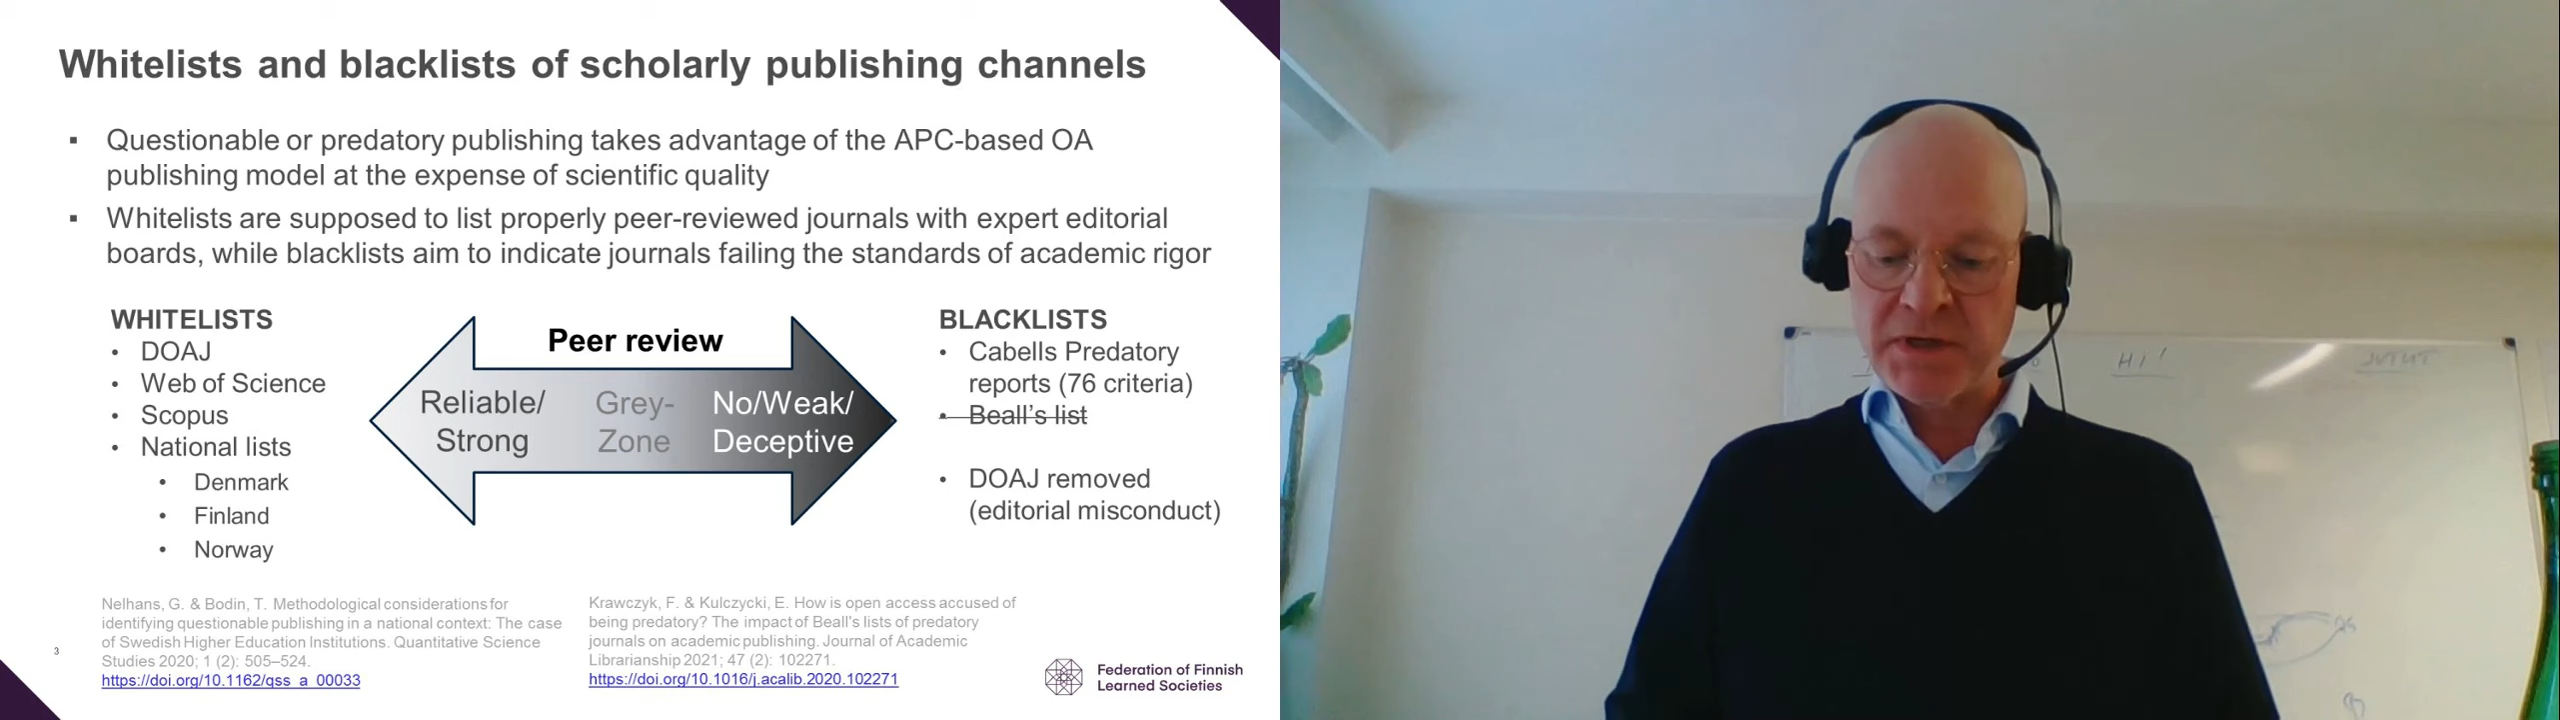 Whitelists and blacklists of scholarly publishing channels
▪ Questionable or predatory publishing takes advantage of the APC-based OA
publishing model at the expense of scientific quality
▪ Whitelists are supposed to list properly peer-reviewed journals with expert editorial
boards, while blacklists aim to indicate journals failing the standards of academic rigor
WHITELISTS
• DOAJ
• Web of Science
• Scopus
• National lists
• Denmark
• Finland
• Norway
Peer review
Reliable/
Strong
Grey-
Zone
No/Weak/
Deceptive
BLACKLISTS
• Cabells Predatory
reports (76 criteria)
• Beall's list
• DOAJ removed
(editorial misconduct)
Nelhans, G. & Bodin, T. Methodological considerations for
identifying questionable publishing in a national context: The case
of Swedish Higher Education Institutions. Quantitative Science
Studies 2020; 1 (2): 505–524.
https://doi.org/10.1162/qss_a_00033
Krawczyk, F. & Kulczycki, E. How is open access accused of
being predatory? The impact of Beall's lists of predatory
journals on academic publishing. Journal of Academic
Librarianship 2021; 47 (2): 102271.
https://doi.org/10.1016/j.acalib.2020.102271
3
Federation of Finnish
Learned Societies
HI!